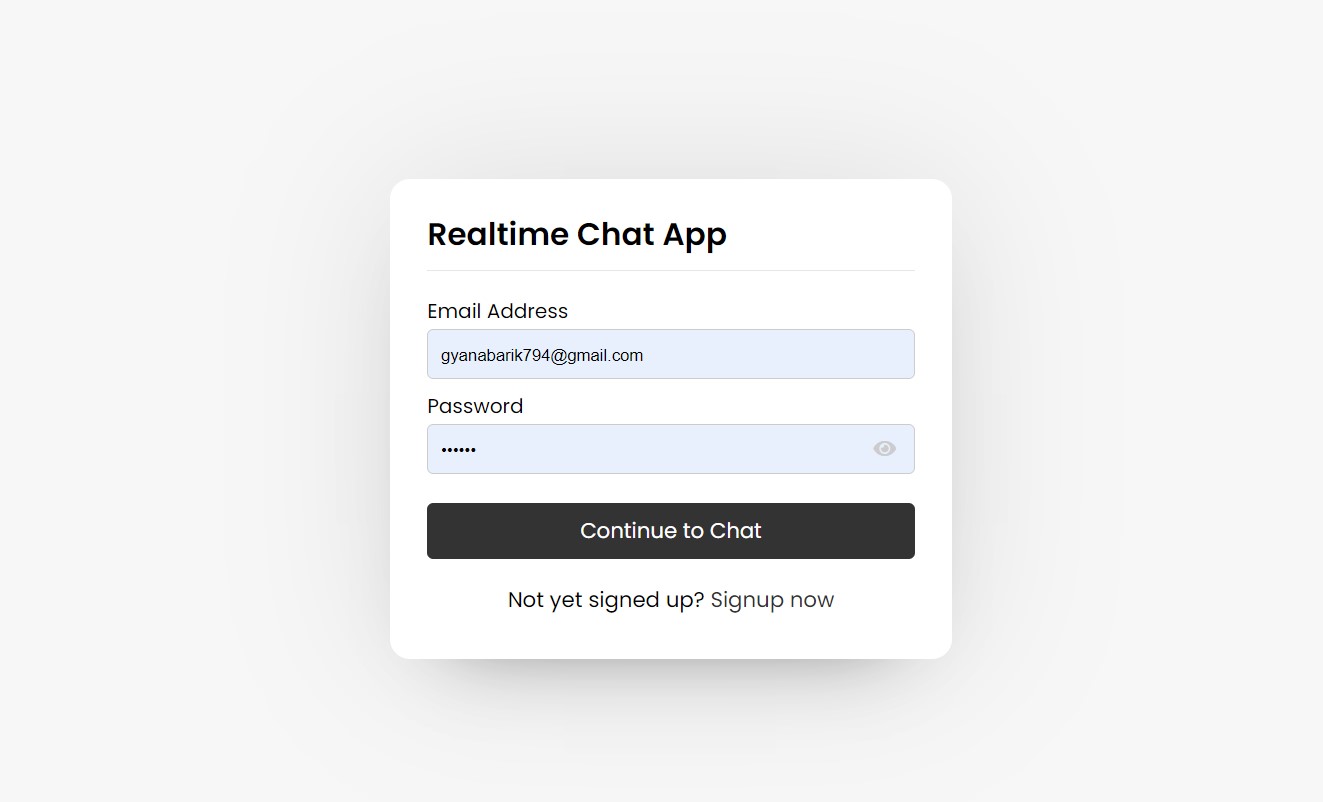 Realtime Chat App
Email Address
gyanabarik794@gmail.com
Password
••••••
Continue to Chat
Not yet signed up? Signup now